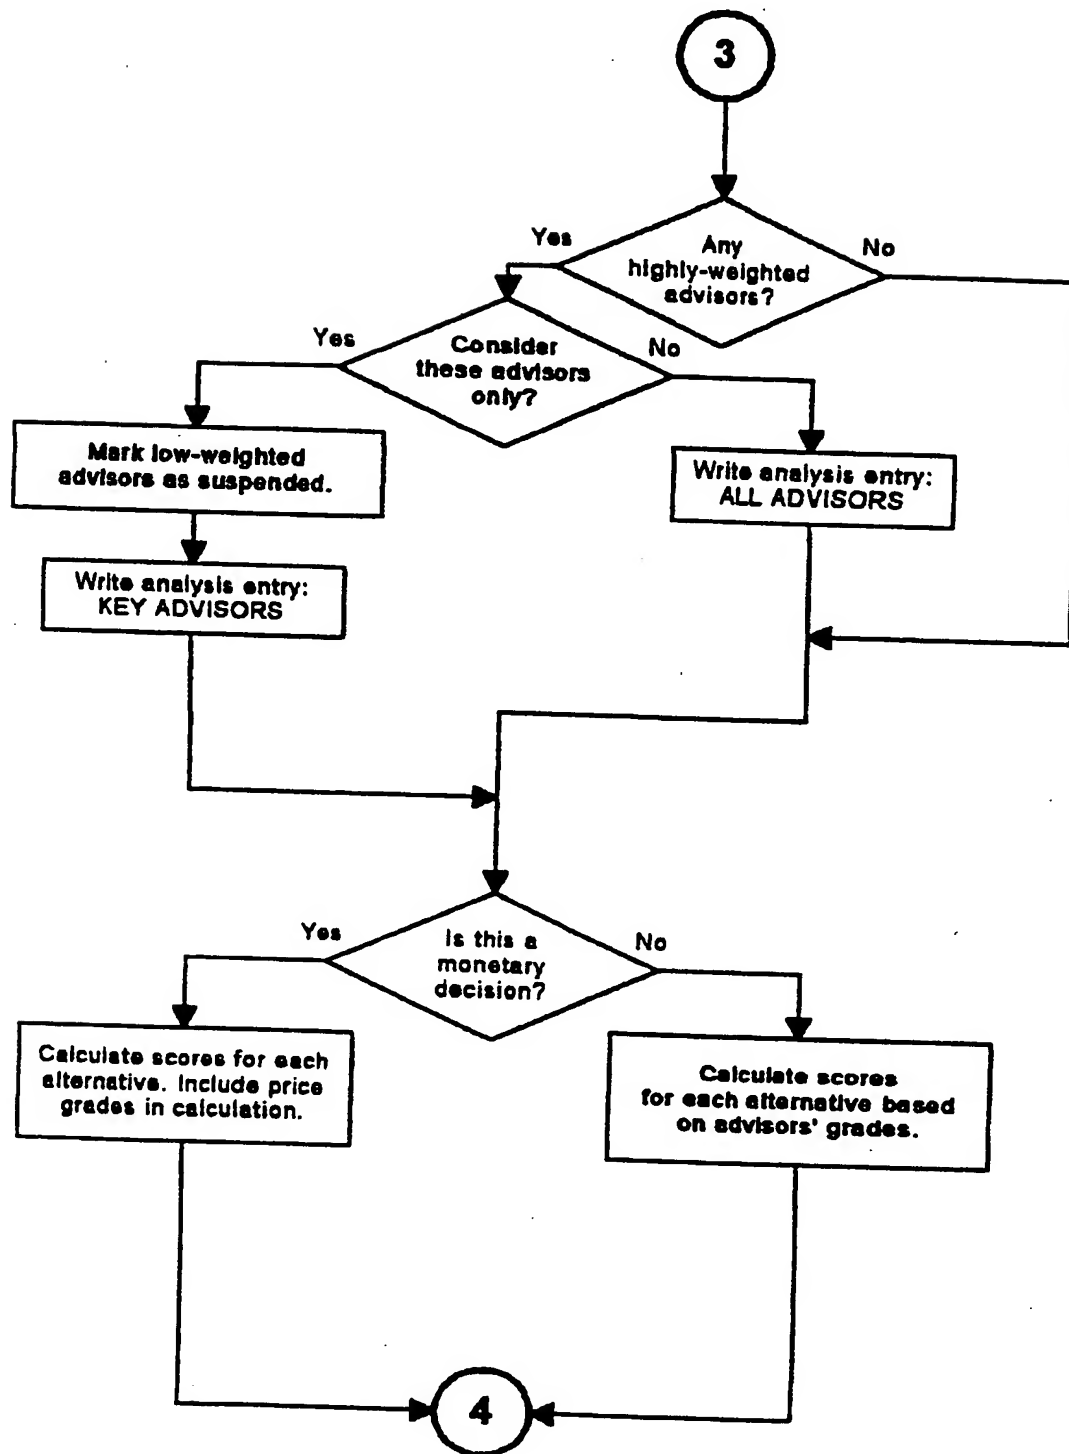 3
Any
highly-weighted
advisors?
Yes
No
Consider
these advisors
only?
Yes
No
Mark low-weighted
advisors as suspended.
Write analysis entry:
ALL ADVISORS
Write analysis entry:
KEY ADVISORS
Is this a
monetary
decision?
Yes
No
Calculate scores for each
alternative. Include price
grades in calculation.
Calculate scores
for each alternative based
on advisors' grades.
4